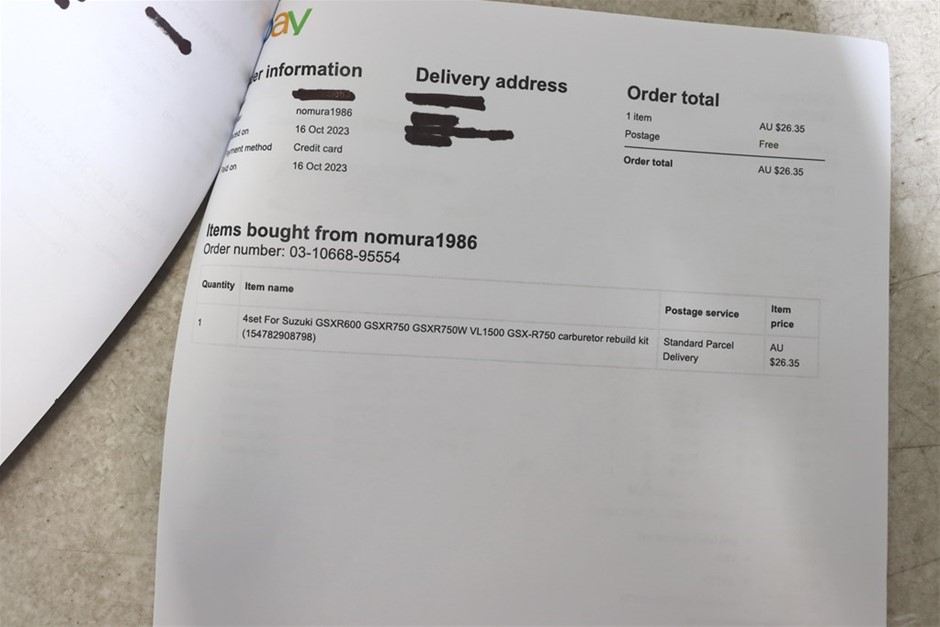 ay
er information
nomura1986
16 Oct 2023
ment method Credit card
on 16 Oct 2023
Delivery address
Order total
1 item AU $26.35
Postage Free
Order total AU $26.35
Items bought from nomura1986
Order number: 03-10668-95554
Quantity Item name Postage service Item price
1 4set For Suzuki GSXR600 GSXR750 GSXR750W VL1500 GSX-R750 carburetor rebuild kit Standard Parcel AU
(154782908798) Delivery $26.35